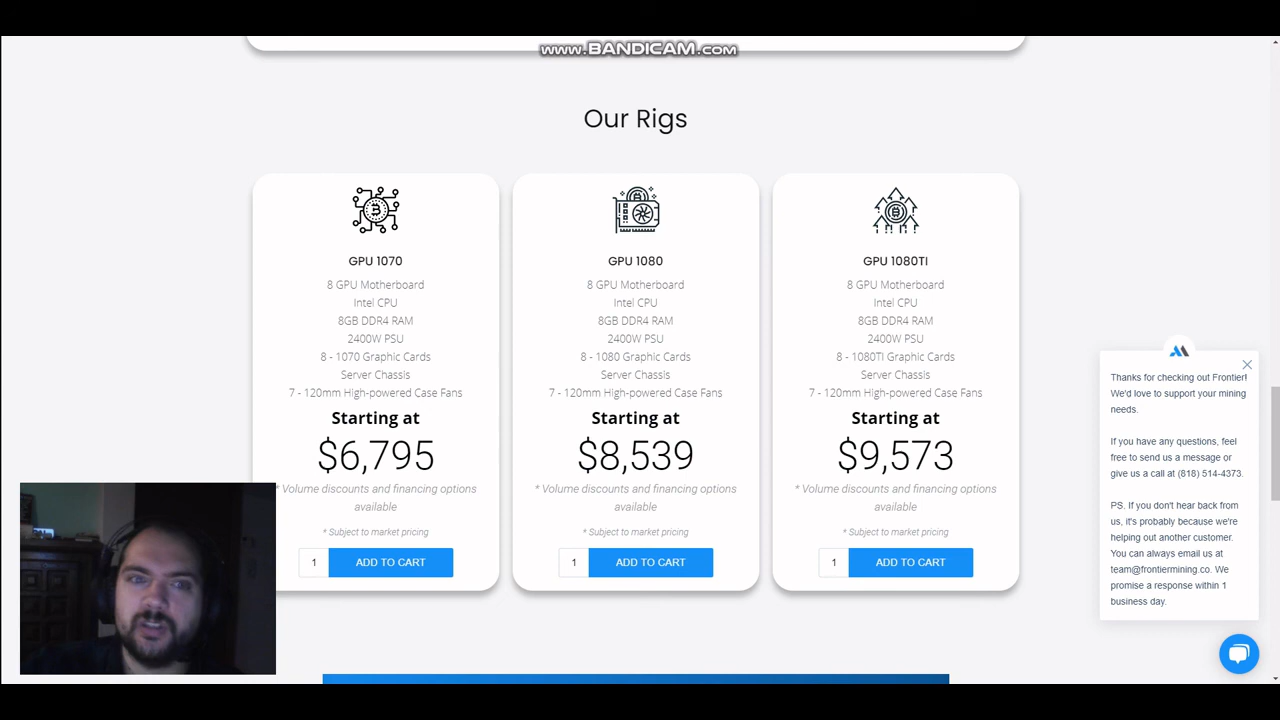 www.BANDICAM.com
Our Rigs
GPU 1070
8 GPU Motherboard
Intel CPU
8GB DDR4 RAM
2400W PSU
8 - 1070 Graphic Cards
Server Chassis
7 - 120mm High-powered Case Fans
Starting at
$6,795
* Volume discounts and financing options
available
* Subject to market pricing
1 ADD TO CART
GPU 1080
8 GPU Motherboard
Intel CPU
8GB DDR4 RAM
2400W PSU
8 - 1080 Graphic Cards
Server Chassis
7 - 120mm High-powered Case Fans
Starting at
$8,539
* Volume discounts and financing options
available
* Subject to market pricing
1 ADD TO CART
GPU 1080TI
8 GPU Motherboard
Intel CPU
8GB DDR4 RAM
2400W PSU
8 - 1080TI Graphic Cards
Server Chassis
7 - 120mm High-powered Case Fans
Starting at
$9,573
* Volume discounts and financing options
available
* Subject to market pricing
1 ADD TO CART
Thanks for checking out Frontier!
We'd love to support your mining
needs.
If you have any questions, feel
free to send us a message or
give us a call at (818) 514-4373.
PS. If you don't hear back from
us, it's probably because we're
helping out another customer.
You can always email us at
team@frontiermining.co. We
promise a response within 1
business day.